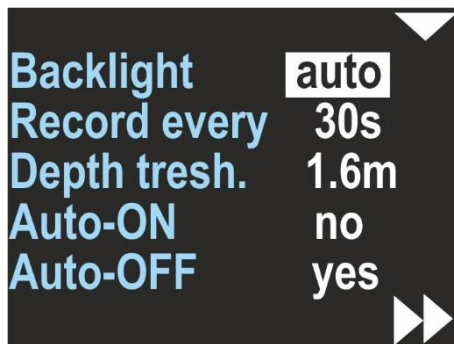 Backlight auto
Record every 30s
Depth tresh. 1.6m
Auto-ON no
Auto-OFF yes